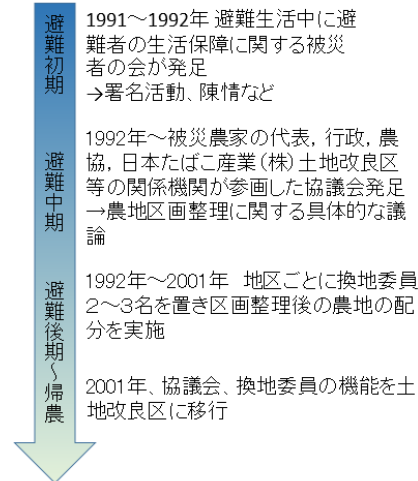 避難初期
1991～1992年 避難生活中に避
難者の生活保障に関する被災
者の会が発足
→署名活動、陳情など
避難中期
1992年～被災農家の代表，行政，農
協，日本たばこ産業（株）土地改良区
等の関係機関が参画した協議会発足
→農地区画整理に関する具体的な議
論
避難後期～帰農
1992年～2001年　地区ごとに換地委員
２～３名を置き区画整理後の農地の配
分を実施
2001年、協議会、換地委員の機能を土
地改良区に移行